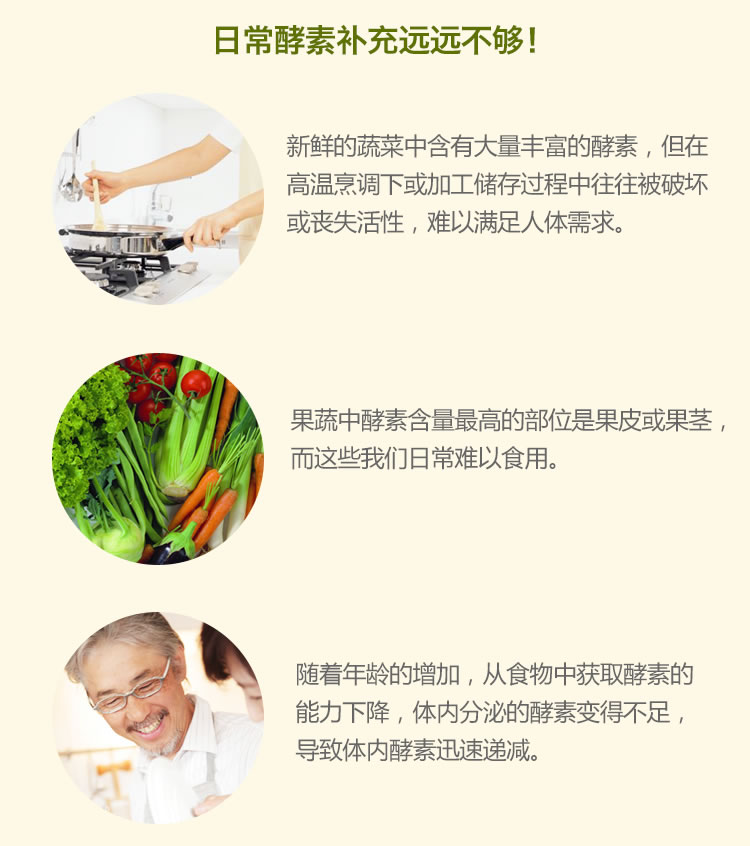 日常酵素补充远远不够！
新鲜的蔬菜中含有大量丰富的酵素，但在
高温烹调下或加工储存过程中往往被破坏
或丧失活性，难以满足人体需求。
果蔬中酵素含量最高的部位是果皮或果茎，
而这些我们日常难以食用。
随着年龄的增加，从食物中获取酵素的
能力下降，体内分泌的酵素变得不足，
导致体内酵素迅速递减。